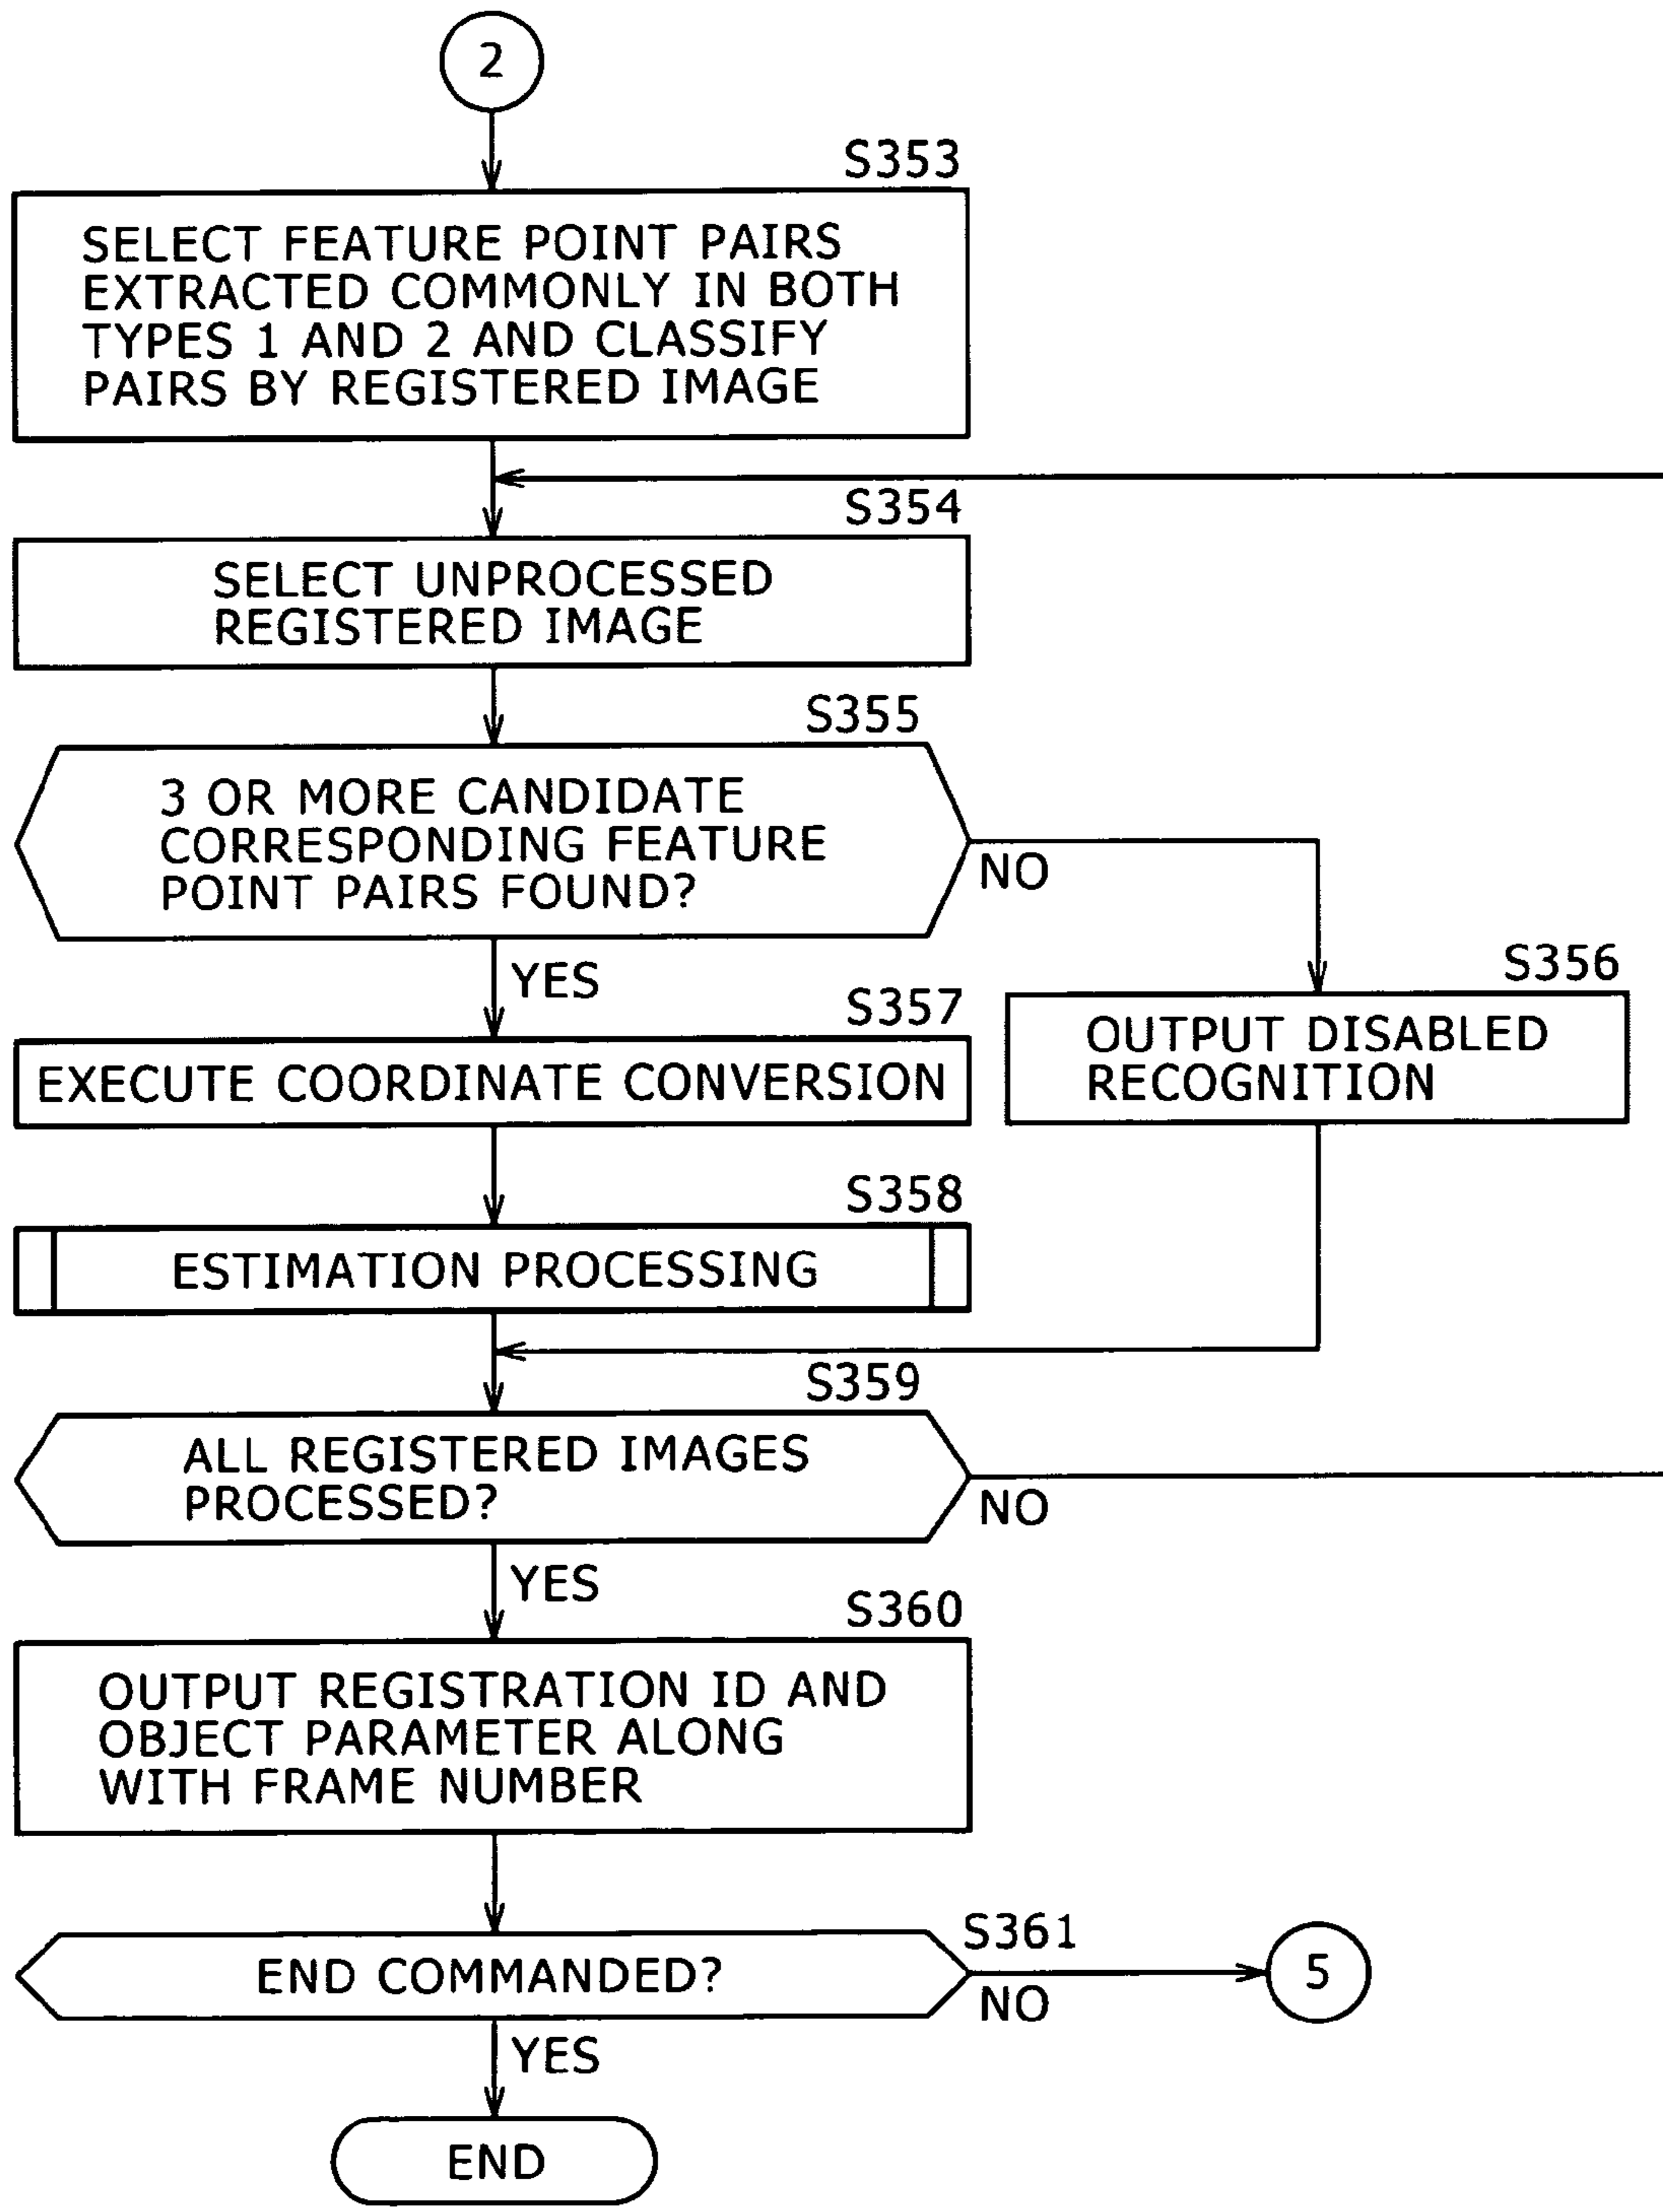 2
S353
SELECT FEATURE POINT PAIRS
EXTRACTED COMMONLY IN BOTH
TYPES 1 AND 2 AND CLASSIFY
PAIRS BY REGISTERED IMAGE
S354
SELECT UNPROCESSED
REGISTERED IMAGE
S355
3 OR MORE CANDIDATE
CORRESPONDING FEATURE
POINT PAIRS FOUND?
NO
YES
S356
OUTPUT DISABLED
RECOGNITION
S357
EXECUTE COORDINATE CONVERSION
S358
ESTIMATION PROCESSING
S359
ALL REGISTERED IMAGES
PROCESSED?
NO
YES
S360
OUTPUT REGISTRATION ID AND
OBJECT PARAMETER ALONG
WITH FRAME NUMBER
S361
END COMMANDED?
NO
5
YES
END